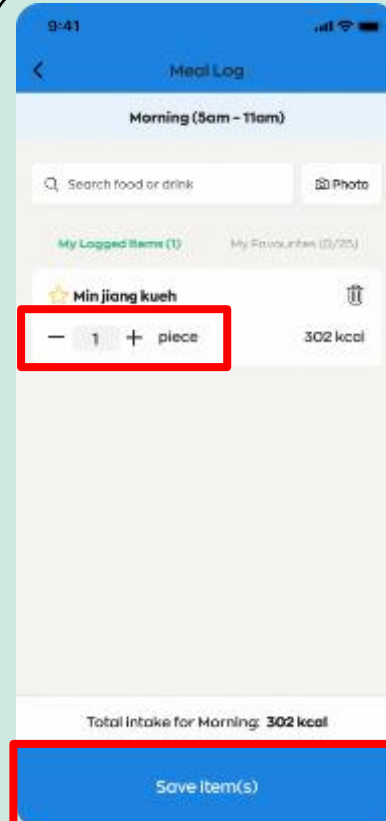 9:41
Meal Log
Morning (5am - 11am)
Search food or drink
Photo
My Logged Items (1) My Favourites (0/25)
Min jiang kueh
1 piece 302 kcal
Total intake for Morning: 302 kcal
Save Item(s)